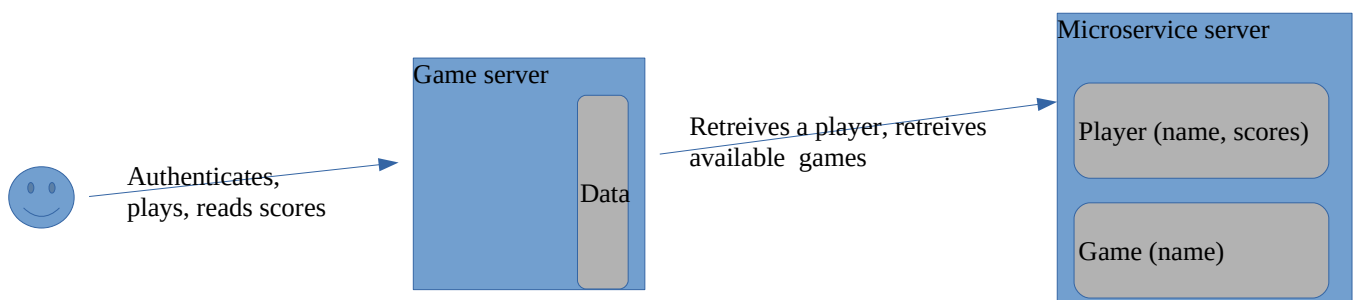 Authenticates,
plays, reads scores
Game server
Data
Retreives a player, retreives
available  games
Microservice server
Player (name, scores)
Game (name)